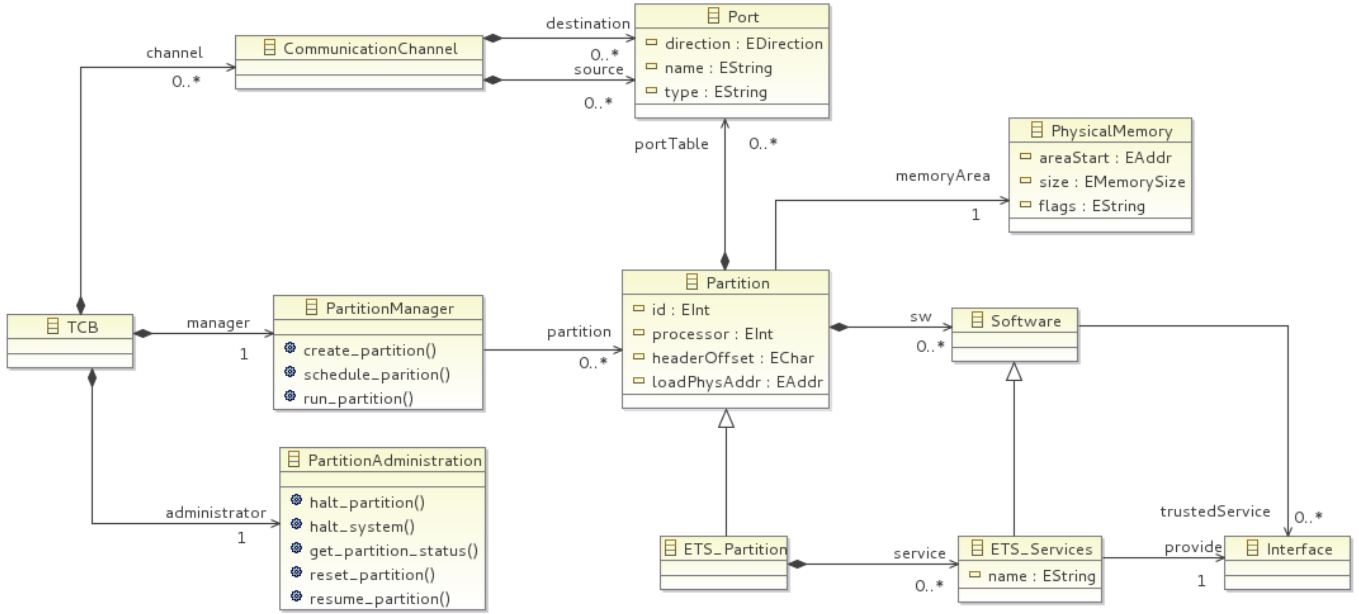 destination
Port
channel
CommunicationChannel
direction : EDirection
0..*
source
name : EString
0..*
0..*
type : EString
portTable
0..*
PhysicalMemory
areaStart : EAddr
memoryArea
size : EMemorySize
1
flags : EString
Partition
PartitionManager
id : EInt
sw
Software
TCB
manager
partition
processor : EInt
1
create_partition()
0..*
headerOffset : EChar
0..*
schedule_parition()
loadPhysAddr : EAddr
run_partition()
PartitionAdministration
halt_partition()
administrator
halt_system()
trustedService
0..*
1
get_partition_status()
ETS_Partition
service
ETS_Services
provide
Interface
reset_partition()
0..*
name : EString
1
resume_partition()